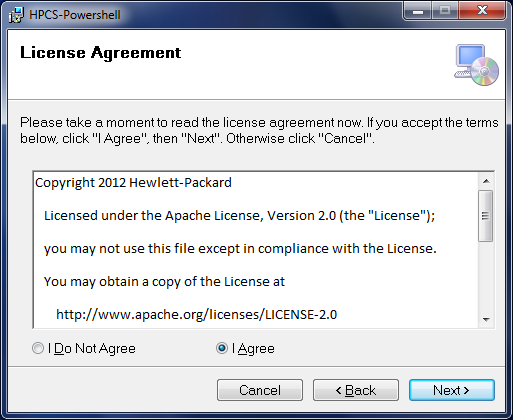 HPCS-Powershell
License Agreement
Please take a moment to read the license agreement now. If you accept the terms
below, click "I Agree", then "Next". Otherwise click "Cancel".
Copyright 2012 Hewlett-Packard
Licensed under the Apache License, Version 2.0 (the "License");
you may not use this file except in compliance with the License.
You may obtain a copy of the License at
http://www.apache.org/licenses/LICENSE-2.0
I Do Not Agree
I Agree
Cancel
< Back
Next >